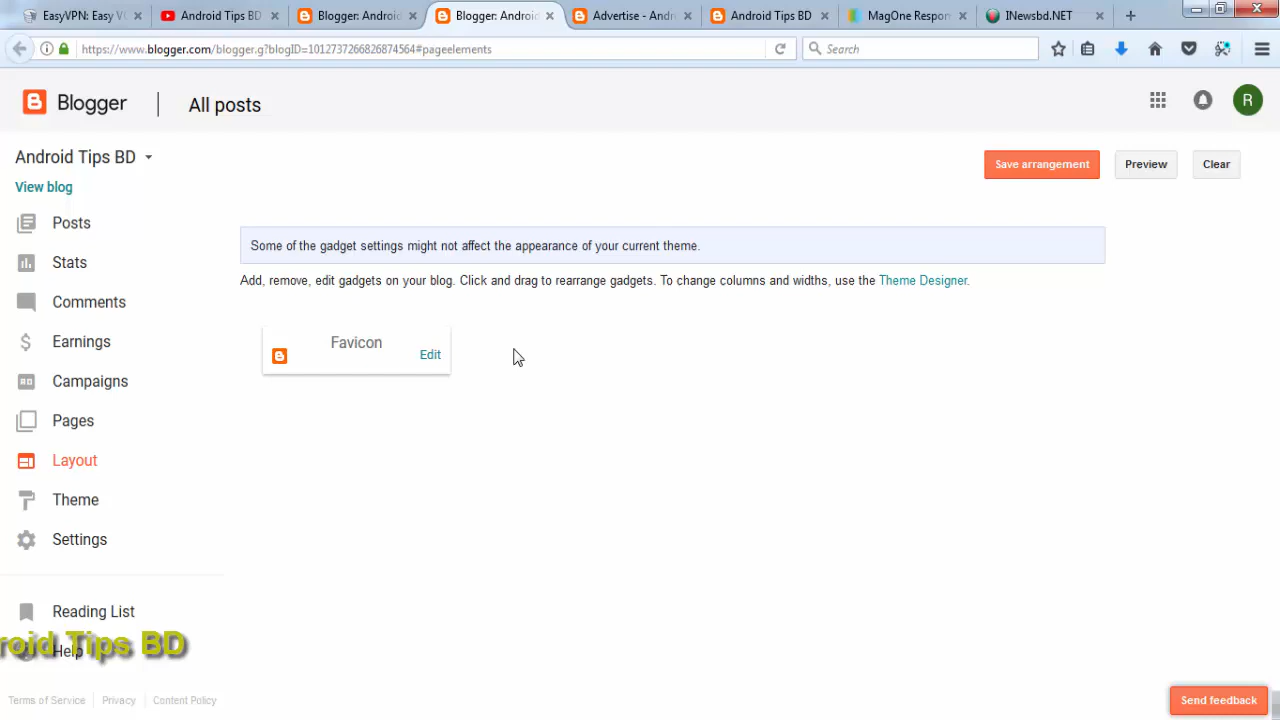 EasyVPN: Easy V
Android Tips BD
Blogger: Android
Blogger: Android
Advertise - Andr
Android Tips BD
MagOne Respon
INewsbd.NET
https://www.blogger.com/blogger.g?blogID=1012737266826874564#pageelements
Search
Blogger
All posts
R
Android Tips BD
Save arrangement
Preview
Clear
View blog
Posts
Some of the gadget settings might not affect the appearance of your current theme.
Stats
Add, remove, edit gadgets on your blog. Click and drag to rearrange gadgets. To change columns and widths, use the Theme Designer.
Comments
Earnings
Favicon
Edit
Campaigns
Pages
Layout
Theme
Settings
Reading List
roid Tips BD
Help
Terms of Service
Privacy
Content Policy
Send feedback